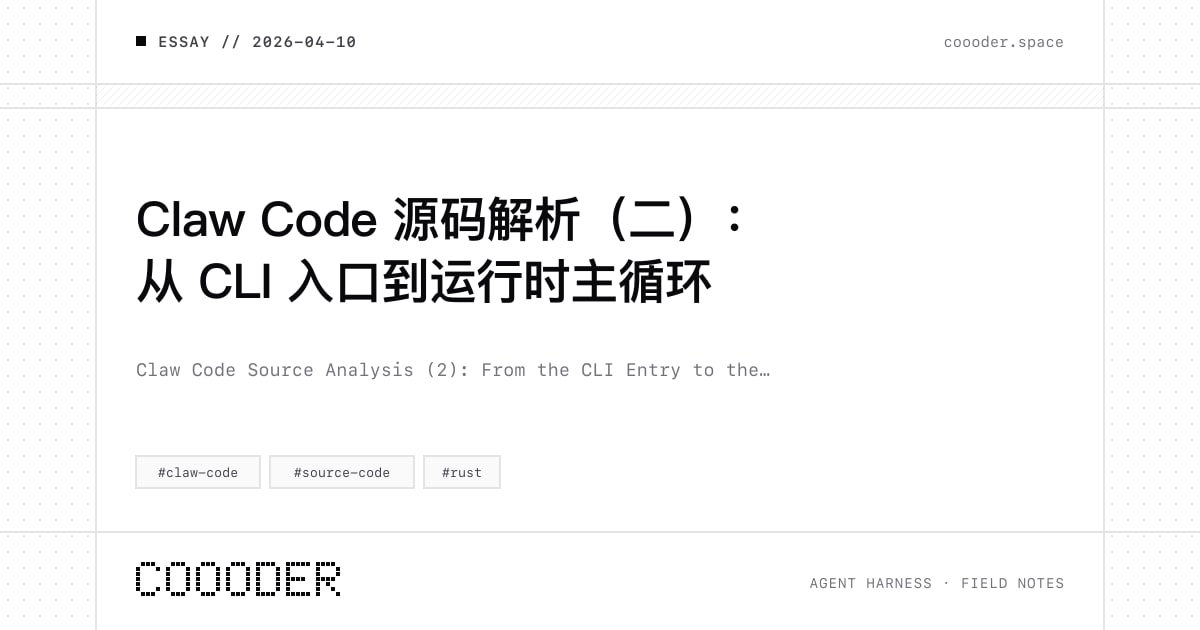 ESSAY // 2026-04-10
coooder.space
Claw Code 源码解析（二）：
从 CLI 入口到运行时主循环
Claw Code Source Analysis (2): From the CLI Entry to the…
#claw-code
#source-code
#rust
COOODER
AGENT HARNESS · FIELD NOTES